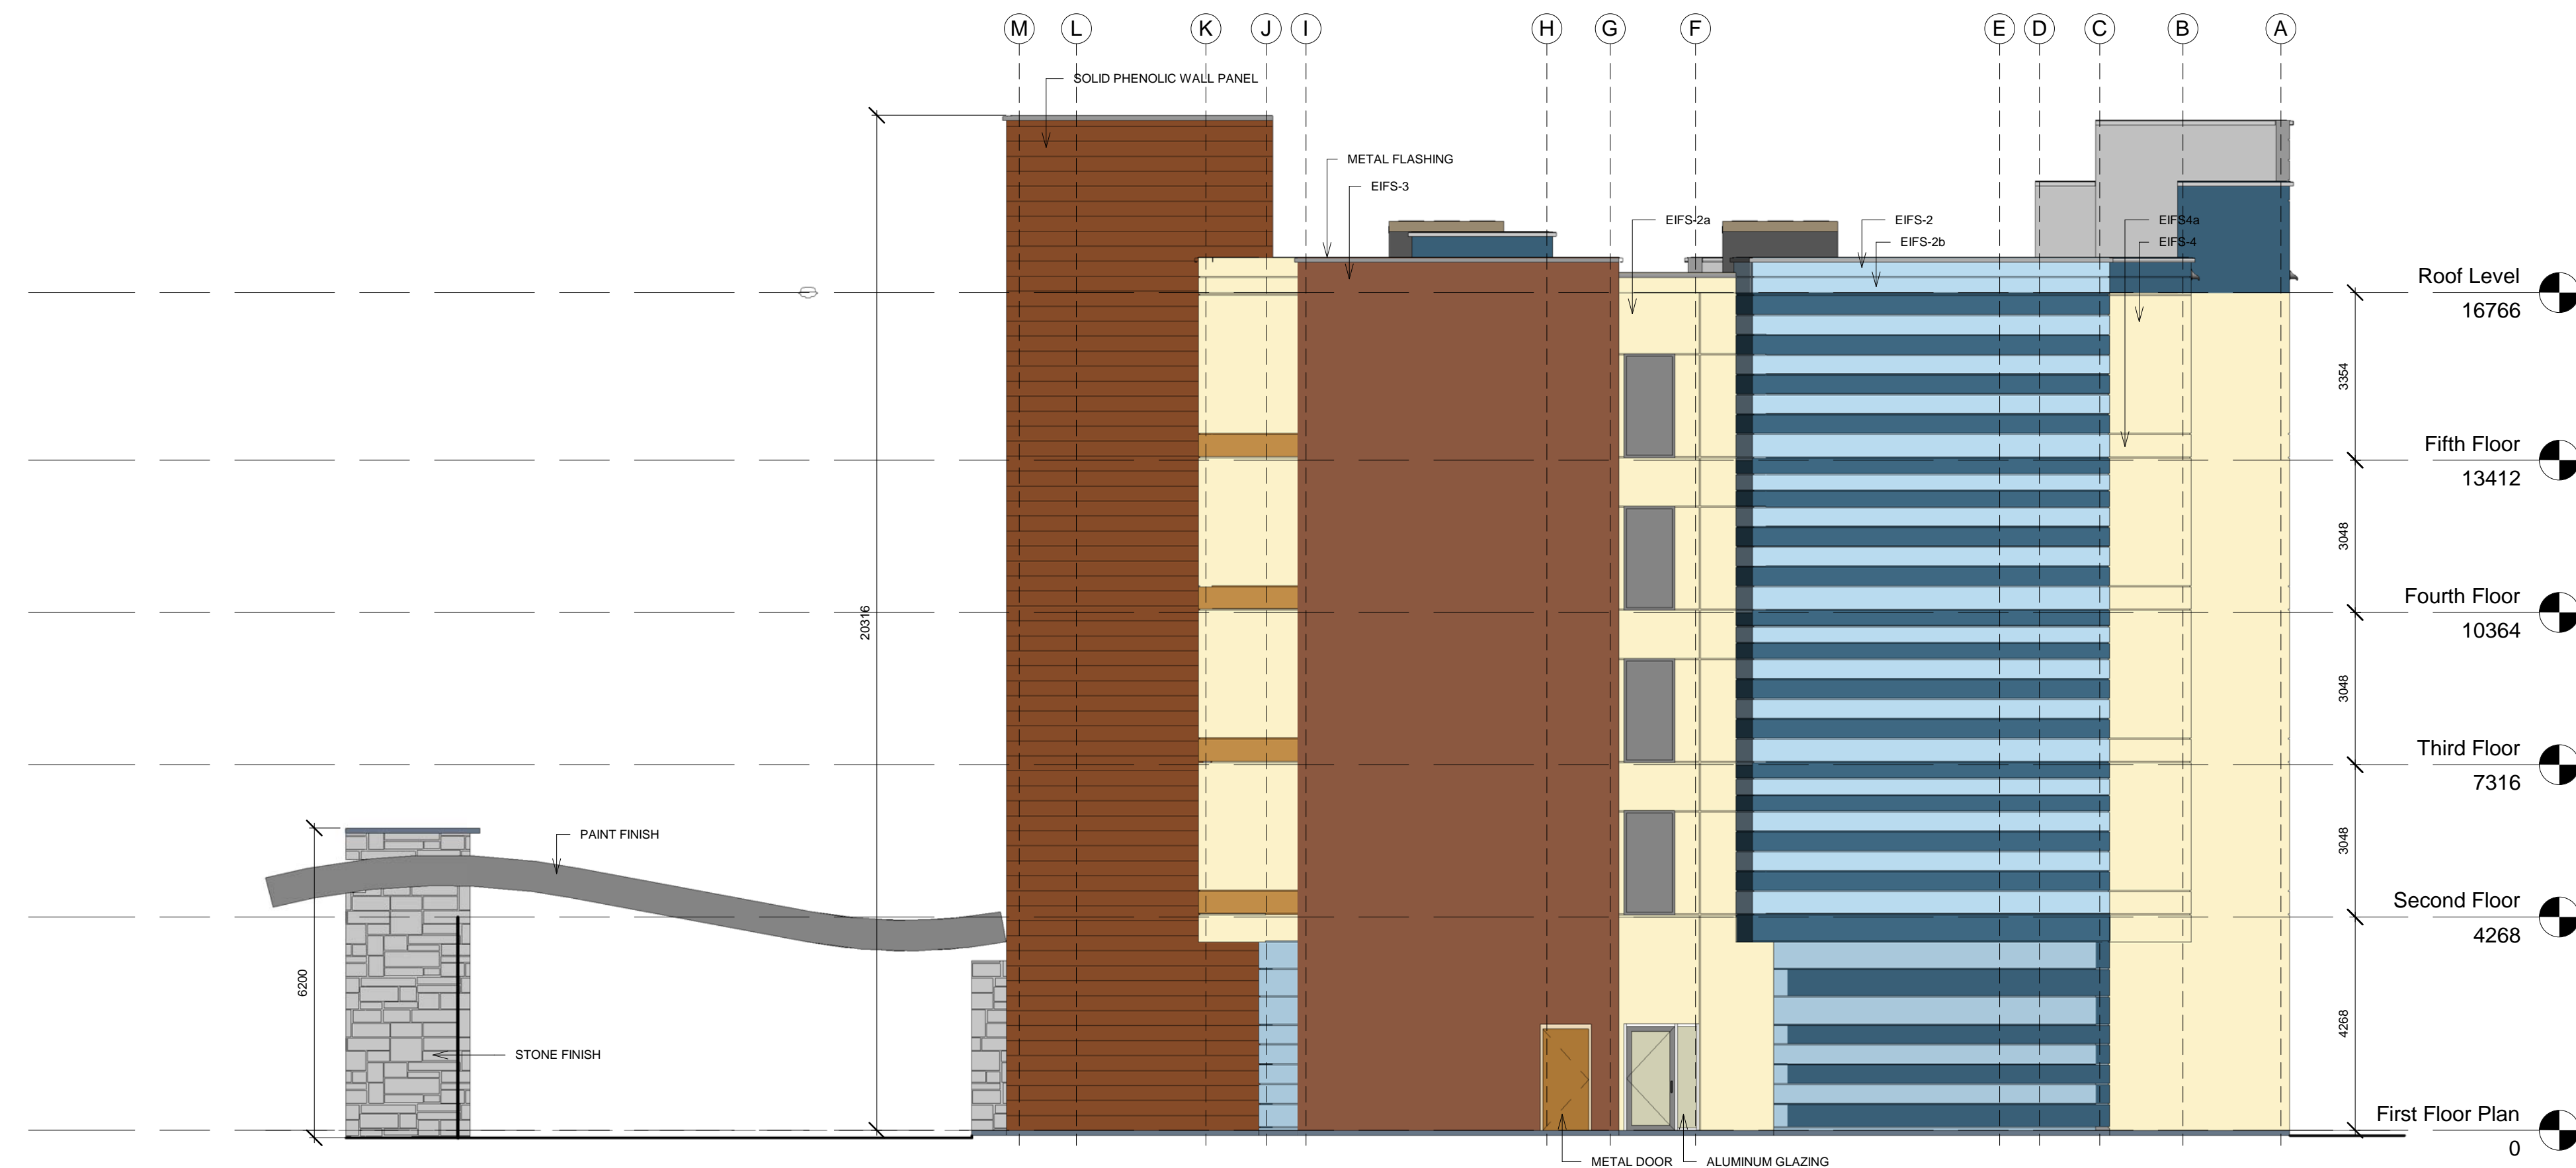 M L K J I H G F E D C B A
SOLID PHENOLIC WALL PANEL
METAL FLASHING
EIFS-3
EIFS-2a
EIFS-2
EIFS-2b
EIFS4a
EIFS-4
Roof Level
16766
3354
Fifth Floor
13412
3048
Fourth Floor
10364
20316
3048
Third Floor
7316
3048
PAINT FINISH
Second Floor
4268
6200
4268
STONE FINISH
First Floor Plan
0
METAL DOOR
ALUMINUM GLAZING